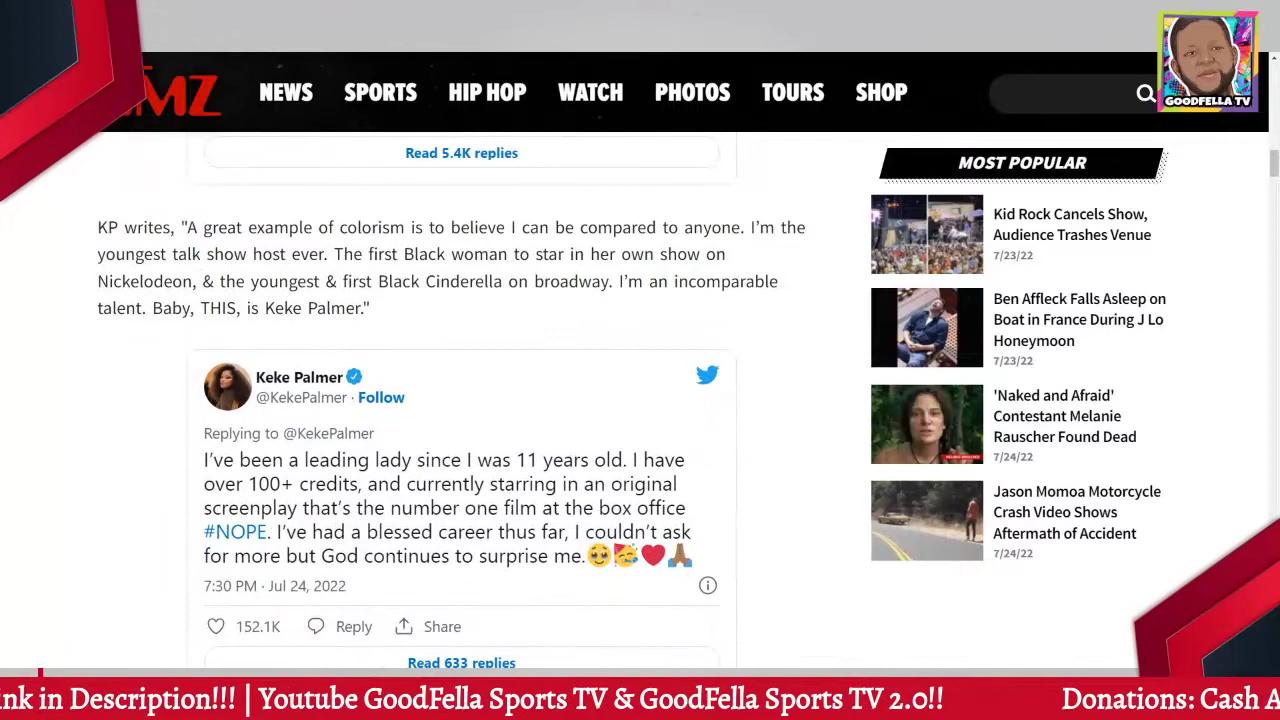 MZ
NEWS
SPORTS
HIP HOP
WATCH
PHOTOS
TOURS
SHOP
GOODFELLA TV
Read 5.4K replies
KP writes, "A great example of colorism is to believe I can be compared to anyone. I'm the
youngest talk show host ever. The first Black woman to star in her own show on
Nickelodeon, & the youngest & first Black Cinderella on broadway. I'm an incomparable
talent. Baby, THIS, is Keke Palmer."
Keke Palmer
@KekePalmer · Follow
Replying to @KekePalmer
I've been a leading lady since I was 11 years old. I have
over 100+ credits, and currently starring in an original
screenplay that's the number one film at the box office
#NOPE. I've had a blessed career thus far, I couldn't ask
for more but God continues to surprise me.🥹🥳❤️🙏🏾
7:30 PM · Jul 24, 2022
152.1K
Reply
Share
Read 633 replies
MOST POPULAR
Kid Rock Cancels Show,
Audience Trashes Venue
7/23/22
Ben Affleck Falls Asleep on
Boat in France During J Lo
Honeymoon
7/23/22
'Naked and Afraid'
Contestant Melanie
Rauscher Found Dead
7/24/22
Jason Momoa Motorcycle
Crash Video Shows
Aftermath of Accident
7/24/22
ink in Description!!! | Youtube GoodFella Sports TV & GoodFella Sports TV 2.0!! Donations: Cash A